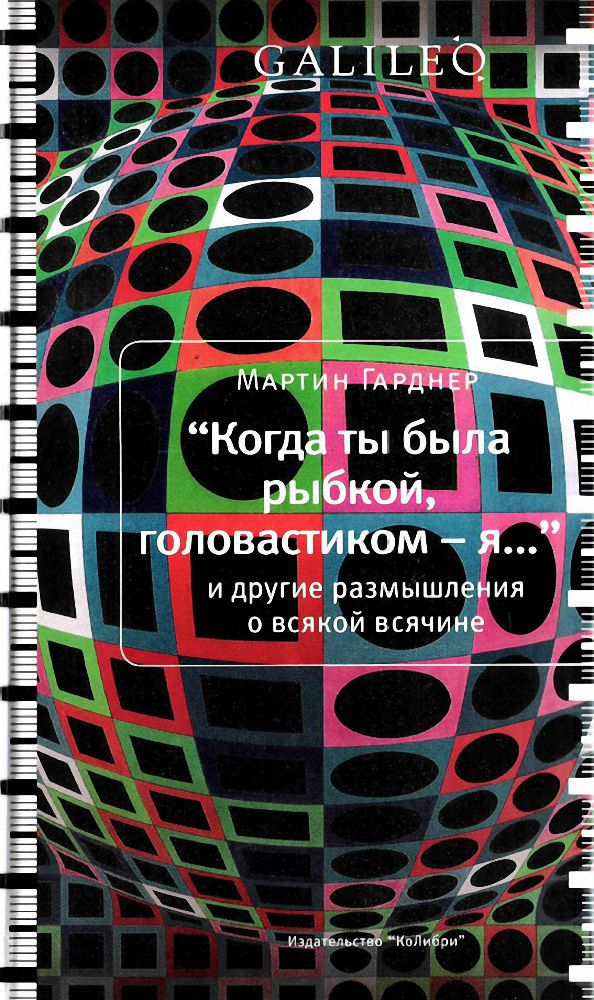 GALILEO
Мартин Гарднер
“Когда ты была
рыбкой,
головастиком – я...”
и другие размышления
о всякой всячине
Издательство “КоЛибри”